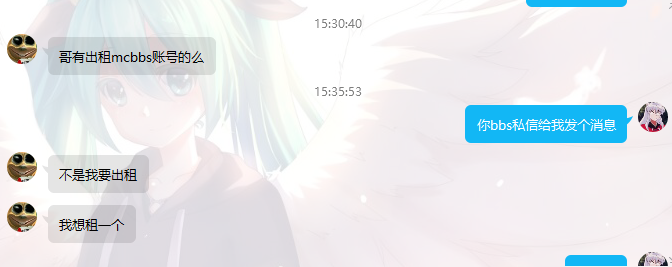 15:30:40
哥有出租mcbbs账号的么
15:35:53
你bbs私信给我发个消息
不是我要出租
我想租一个